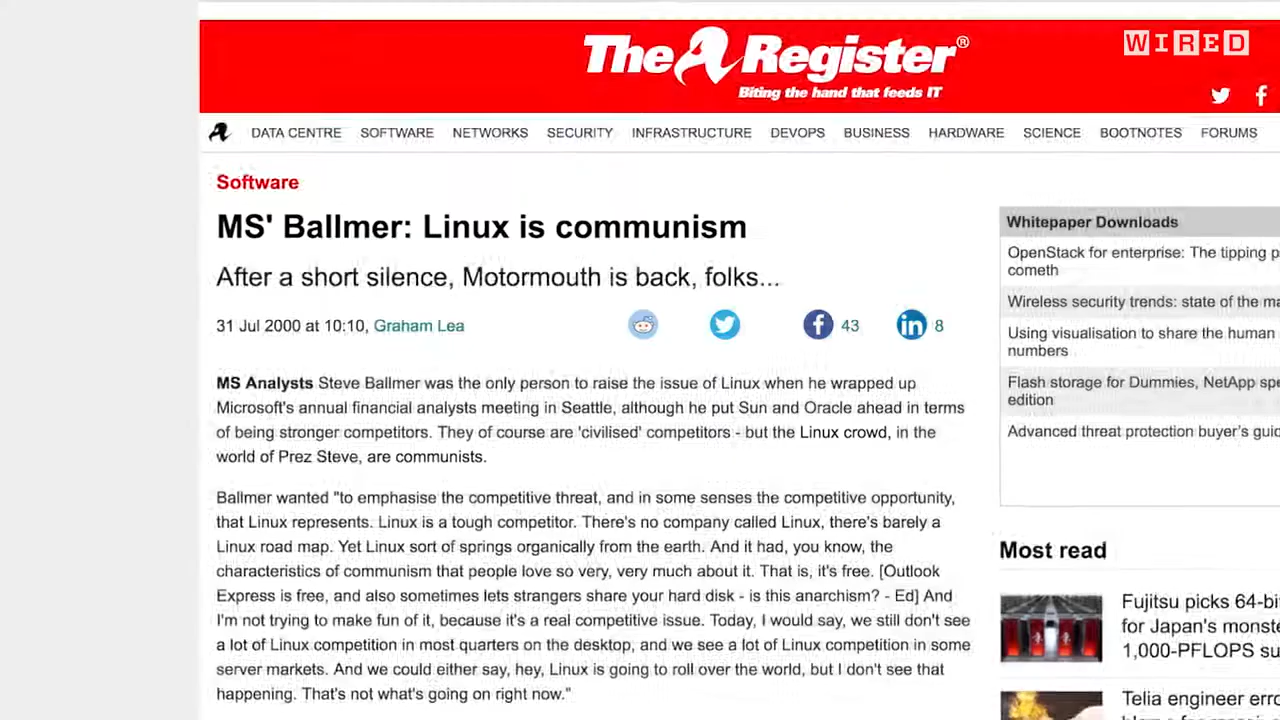 The Register®
Biting the hand that feeds IT
WIRED
DATA CENTRE SOFTWARE NETWORKS SECURITY INFRASTRUCTURE DEVOPS BUSINESS HARDWARE SCIENCE BOOTNOTES FORUMS
Software
MS' Ballmer: Linux is communism
After a short silence, Motormouth is back, folks...
31 Jul 2000 at 10:10, Graham Lea
43
8
MS Analysts Steve Ballmer was the only person to raise the issue of Linux when he wrapped up
Microsoft's annual financial analysts meeting in Seattle, although he put Sun and Oracle ahead in terms
of being stronger competitors. They of course are 'civilised' competitors - but the Linux crowd, in the
world of Prez Steve, are communists.
Ballmer wanted "to emphasise the competitive threat, and in some senses the competitive opportunity,
that Linux represents. Linux is a tough competitor. There's no company called Linux, there's barely a
Linux road map. Yet Linux sort of springs organically from the earth. And it had, you know, the
characteristics of communism that people love so very, very much about it. That is, it's free. [Outlook
Express is free, and also sometimes lets strangers share your hard disk - is this anarchism? - Ed] And
I'm not trying to make fun of it, because it's a real competitive issue. Today, I would say, we still don't see
a lot of Linux competition in most quarters on the desktop, and we see a lot of Linux competition in some
server markets. And we could either say, hey, Linux is going to roll over the world, but I don't see that
happening. That's not what's going on right now."
Whitepaper Downloads
OpenStack for enterprise: The tipping p
cometh
Wireless security trends: state of the ma
Using visualisation to share the human
numbers
Flash storage for Dummies, NetApp spe
edition
Advanced threat protection buyer's guid
Most read
Fujitsu picks 64-bi
for Japan's monst
1,000-PFLOPS su
Telia engineer erro